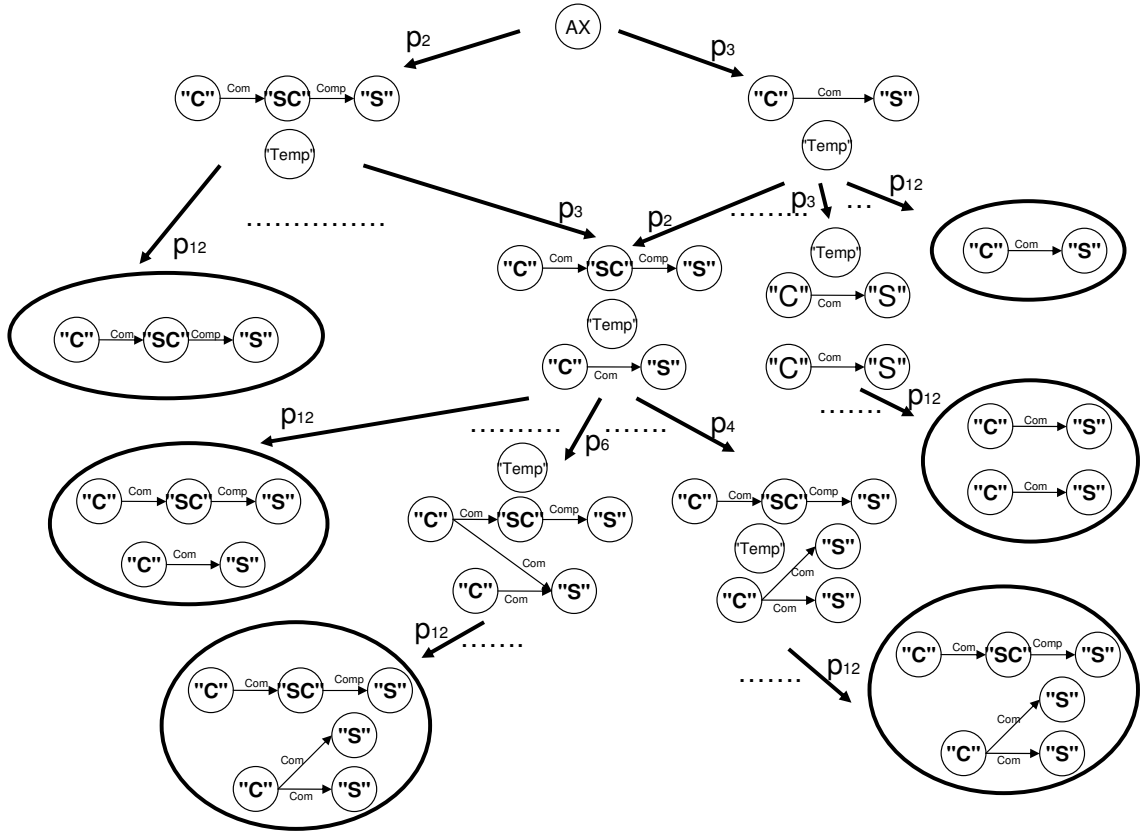 AX
p2
p3
"C" Com "SC" Comp "S"
"Temp"
"C" Com "S"
"Temp"
p12
p3
p2
p3
p12
"C" Com "S"
"Temp"
"C" Com "SC" Comp "S"
"C" Com "S"
"Temp"
"C" Com "SC" Comp "S"
"C" Com "S"
"C" Com "S"
p12
p12
p6
p4
"C" Com "S"
"C" Com "S"
"Temp"
"C" Com "SC" Comp "S"
"C" Com "S"
"C" Com "SC" Comp "S"
Com
"C" Com "S"
"C" Com "SC" Comp "S"
"Temp"
"S"
Com
"C" Com "S"
p12
p12
"C" Com "SC" Comp "S"
"S"
Com
"C" Com "S"
"C" Com "SC" Comp "S"
"S"
Com
"C" Com "S"